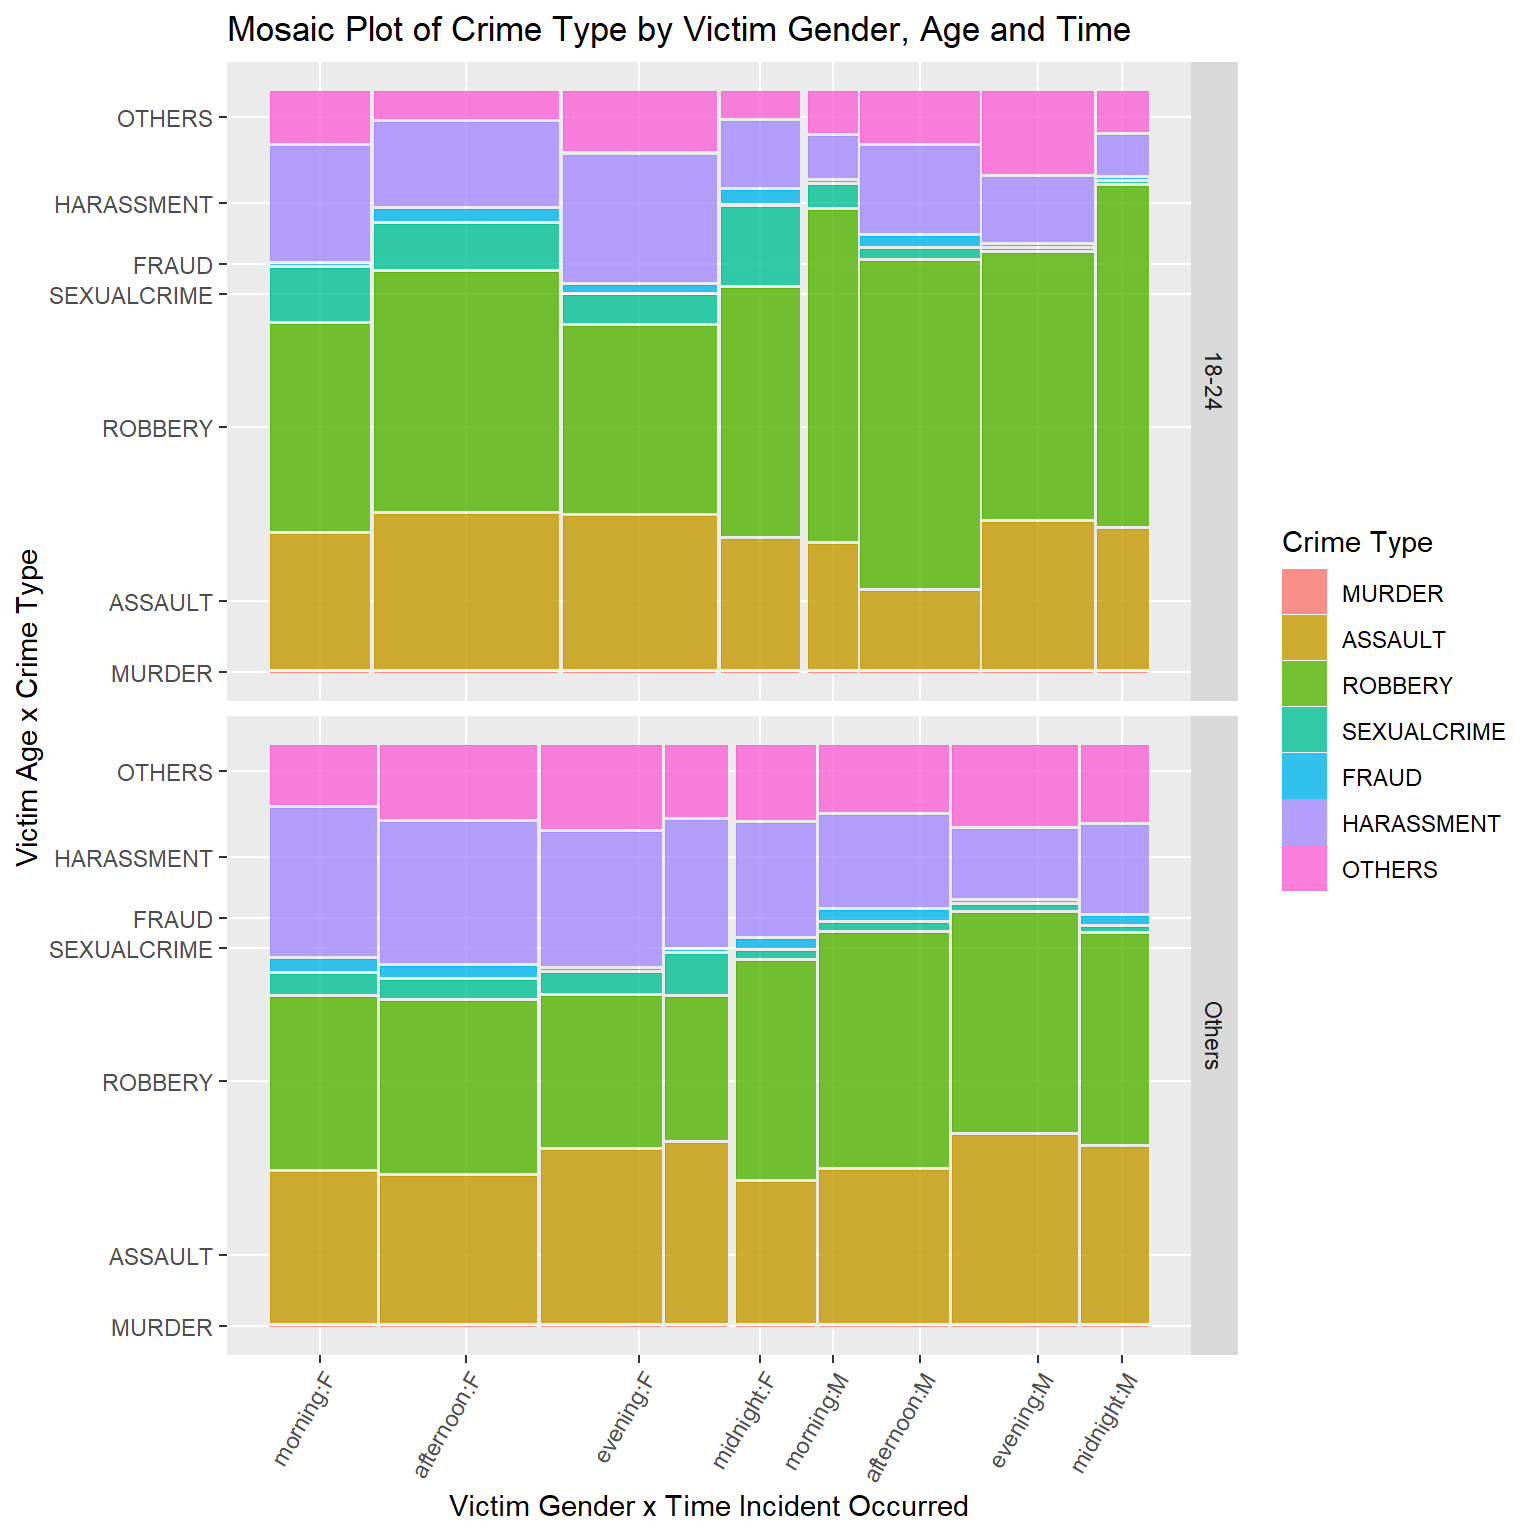 Mosaic Plot of Crime Type by Victim Gender, Age and Time
OTHERS
HARASSMENT
FRAUD
SEXUALCRIME
ROBBERY
ASSAULT
MURDER
18-24
OTHERS
HARASSMENT
FRAUD
SEXUALCRIME
ROBBERY
ASSAULT
MURDER
Others
Victim Age x Crime Type
morning:F
afternoon:F
evening:F
midnight:F
morning:M
afternoon:M
evening:M
midnight:M
Victim Gender x Time Incident Occurred
Crime Type
MURDER
ASSAULT
ROBBERY
SEXUALCRIME
FRAUD
HARASSMENT
OTHERS